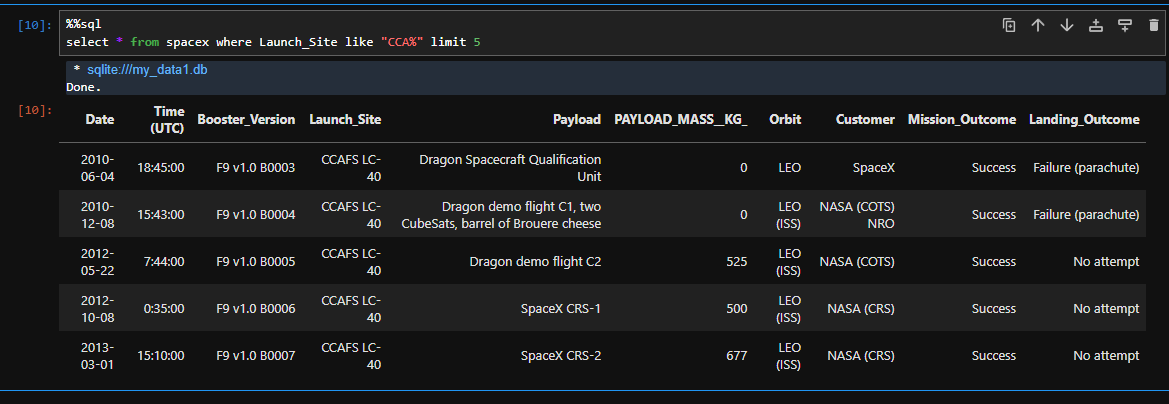 [10]: %%sql
select * from spacex where Launch_Site like "CCA%" limit 5
* sqlite:///my_data1.db
Done.
[10]:
Date Time (UTC) Booster_Version Launch_Site Payload PAYLOAD_MASS__KG_ Orbit Customer Mission_Outcome Landing_Outcome
2010-06-04 18:45:00 F9 v1.0 B0003 CCAFS LC-40 Dragon Spacecraft Qualification Unit 0 LEO SpaceX Success Failure (parachute)
2010-12-08 15:43:00 F9 v1.0 B0004 CCAFS LC-40 Dragon demo flight C1, two CubeSats, barrel of Brouere cheese 0 LEO (ISS) NASA (COTS) NRO Success Failure (parachute)
2012-05-22 7:44:00 F9 v1.0 B0005 CCAFS LC-40 Dragon demo flight C2 525 LEO (ISS) NASA (COTS) Success No attempt
2012-10-08 0:35:00 F9 v1.0 B0006 CCAFS LC-40 SpaceX CRS-1 500 LEO (ISS) NASA (CRS) Success No attempt
2013-03-01 15:10:00 F9 v1.0 B0007 CCAFS LC-40 SpaceX CRS-2 677 LEO (ISS) NASA (CRS) Success No attempt